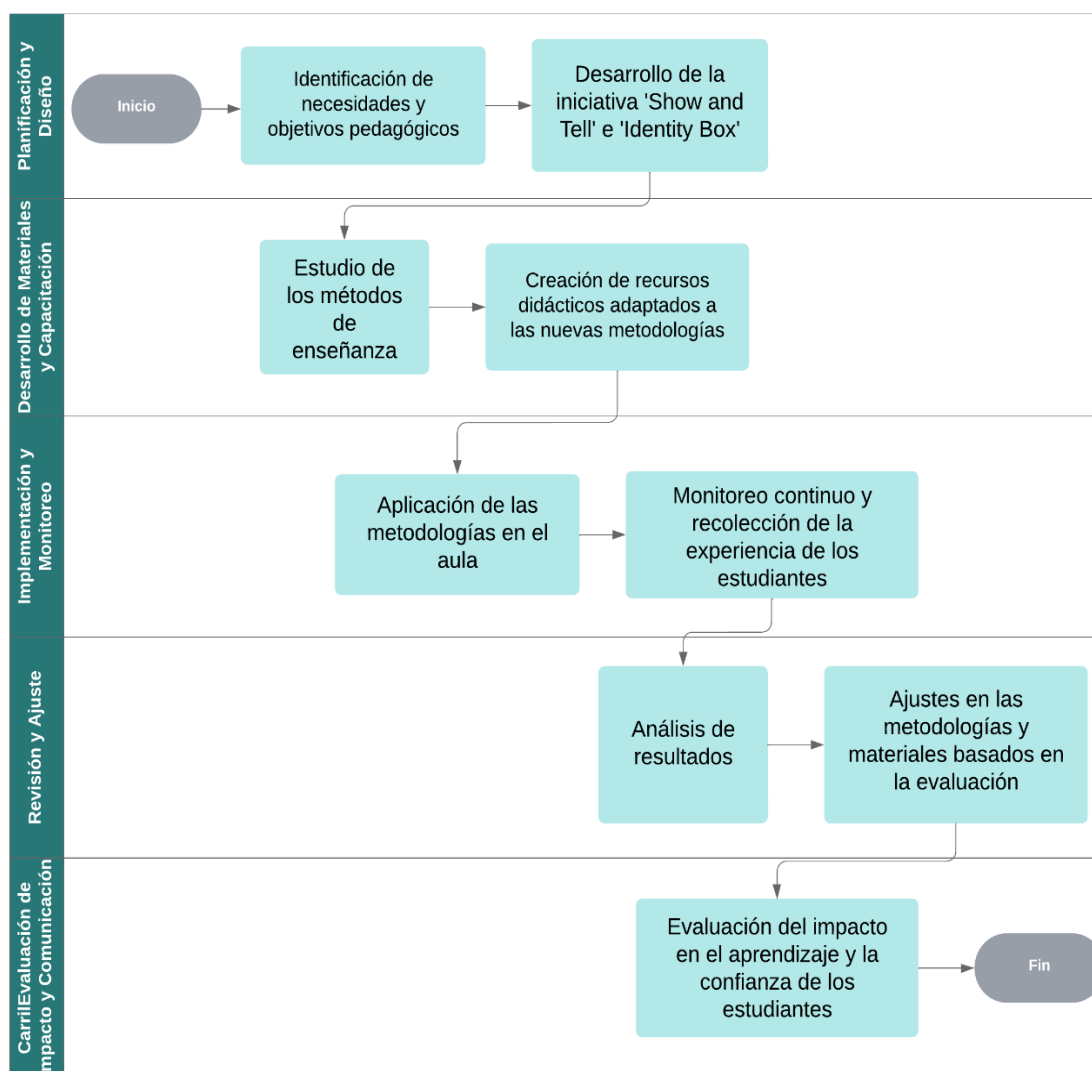 Planificación y
Diseño
Inicio
Identificación de
necesidades y
objetivos pedagógicos
Desarrollo de la
iniciativa 'Show and
Tell' e 'Identity Box'
Desarrollo de Materiales
y Capacitación
Estudio de
los métodos
de
enseñanza
Creación de recursos
didácticos adaptados a
las nuevas metodologías
Implementación y
Monitoreo
Aplicación de las
metodologías en el
aula
Monitoreo continuo y
recolección de la
experiencia de los
estudiantes
Revisión y Ajuste
Análisis de
resultados
Ajustes en las
metodologías y
materiales basados en
la evaluación
CarrilEvaluación de
mpacto y Comunicación
Evaluación del impacto
en el aprendizaje y la
confianza de los
estudiantes
Fin